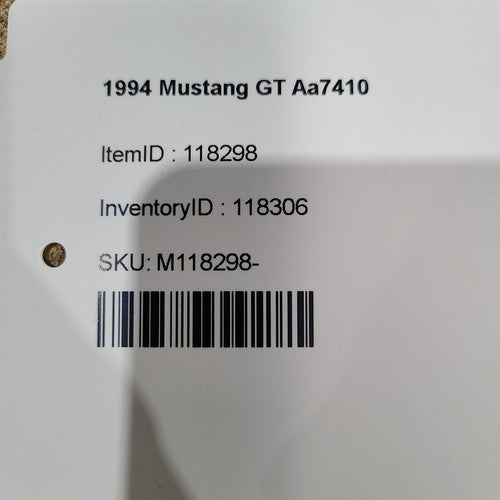 1994 Mustang GT Aa7410
ItemID : 118298
InventoryID : 118306
SKU: M118298-